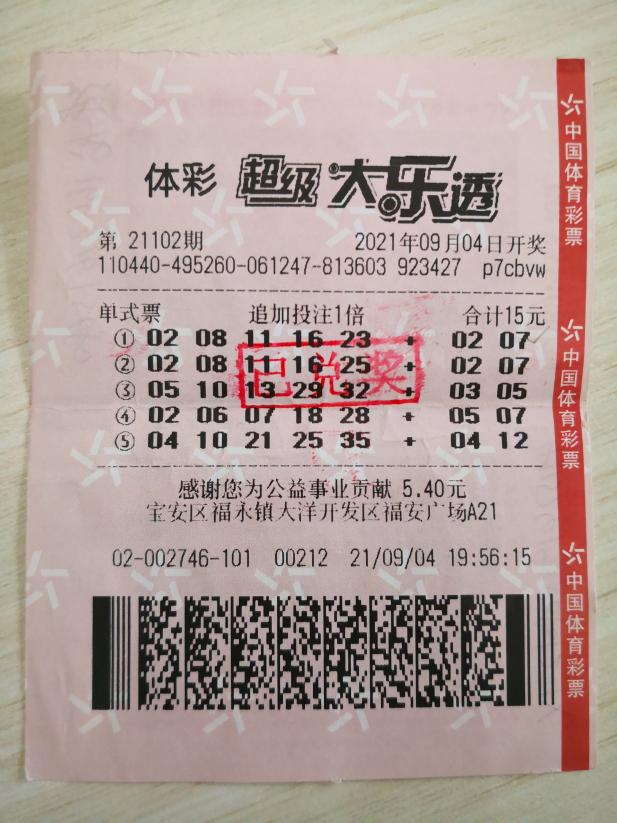 体彩 超级大乐透
第 21102期 2021年09月04日开奖
110440-495260-061247-813603 923427 p7cbvw
单式票 追加投注1倍 合计15元
① 02 08 11 16 23 + 02 07
② 02 08 11 16 25 + 02 07
③ 05 10 13 29 32 + 03 05
④ 02 06 07 18 28 + 05 07
⑤ 04 10 21 25 35 + 04 12
已兑奖
感谢您为公益事业贡献 5.40元
宝安区福永镇大洋开发区福安广场A21
02-002746-101 00212 21/09/04 19:56:15
中国体育彩票
中国体育彩票
中国体育彩票